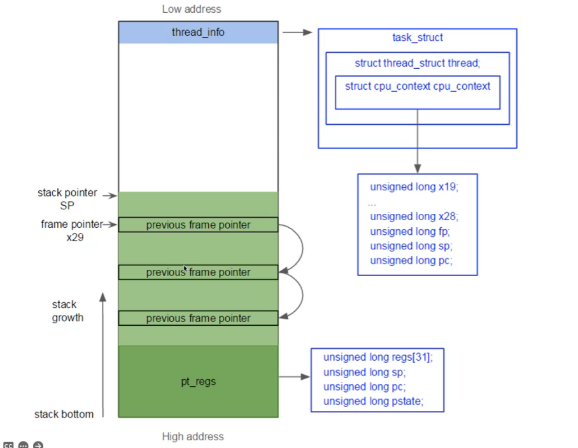 Low address
thread_info
task_struct
struct thread_struct thread;
struct cpu_context cpu_context
stack pointer
SP
frame pointer
x29
previous frame pointer
previous frame pointer
previous frame pointer
unsigned long x19;
...
unsigned long x28;
unsigned long fp;
unsigned long sp;
unsigned long pc;
stack
growth
pt_regs
unsigned long regs[31];
unsigned long sp;
unsigned long pc;
unsigned long pstate;
stack bottom
High address